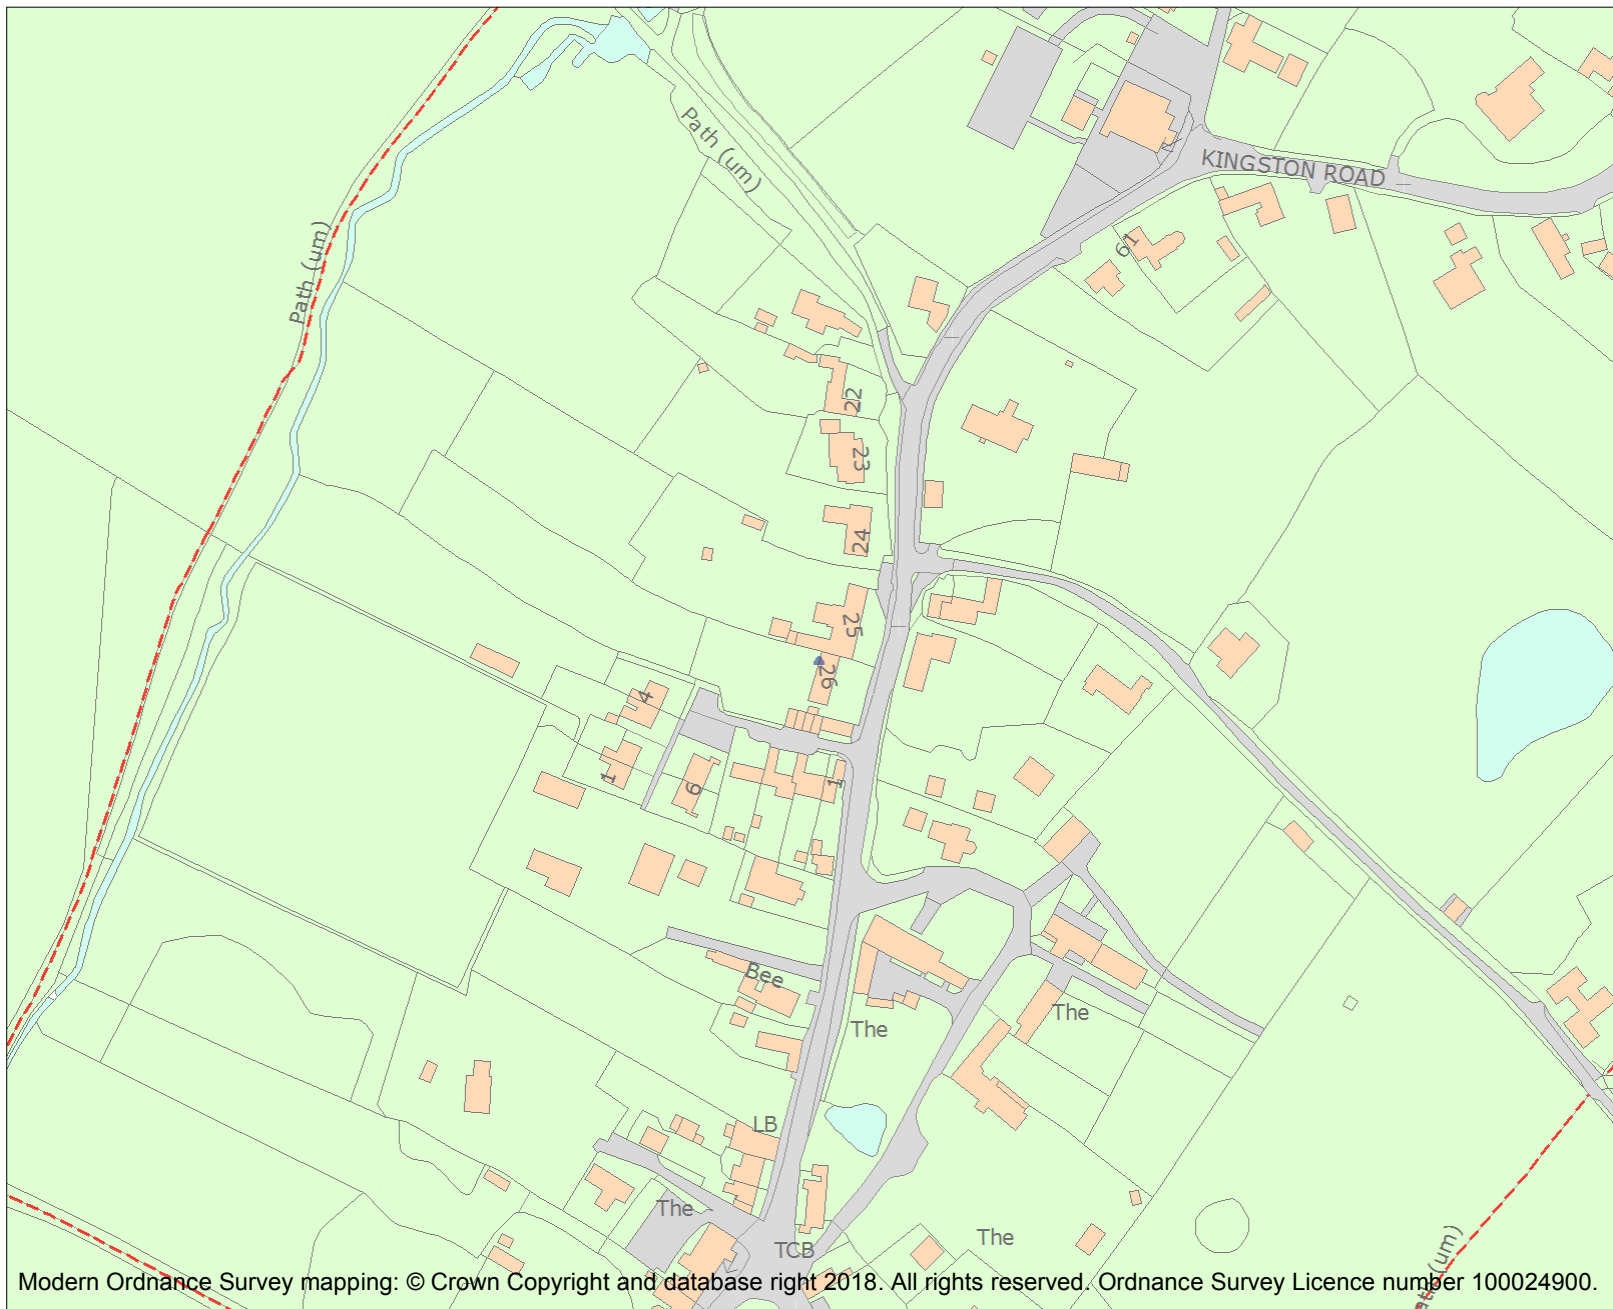 Path (um)
KINGSTON ROAD
Path (um)
61
22
23
24
25
26
4
1
6
1
Bee
The
The
LB
The
The
TCB
Path (um)
Modern Ordnance Survey mapping: © Crown Copyright and database right 2018. All rights reserved. Ordnance Survey Licence number 100024900.